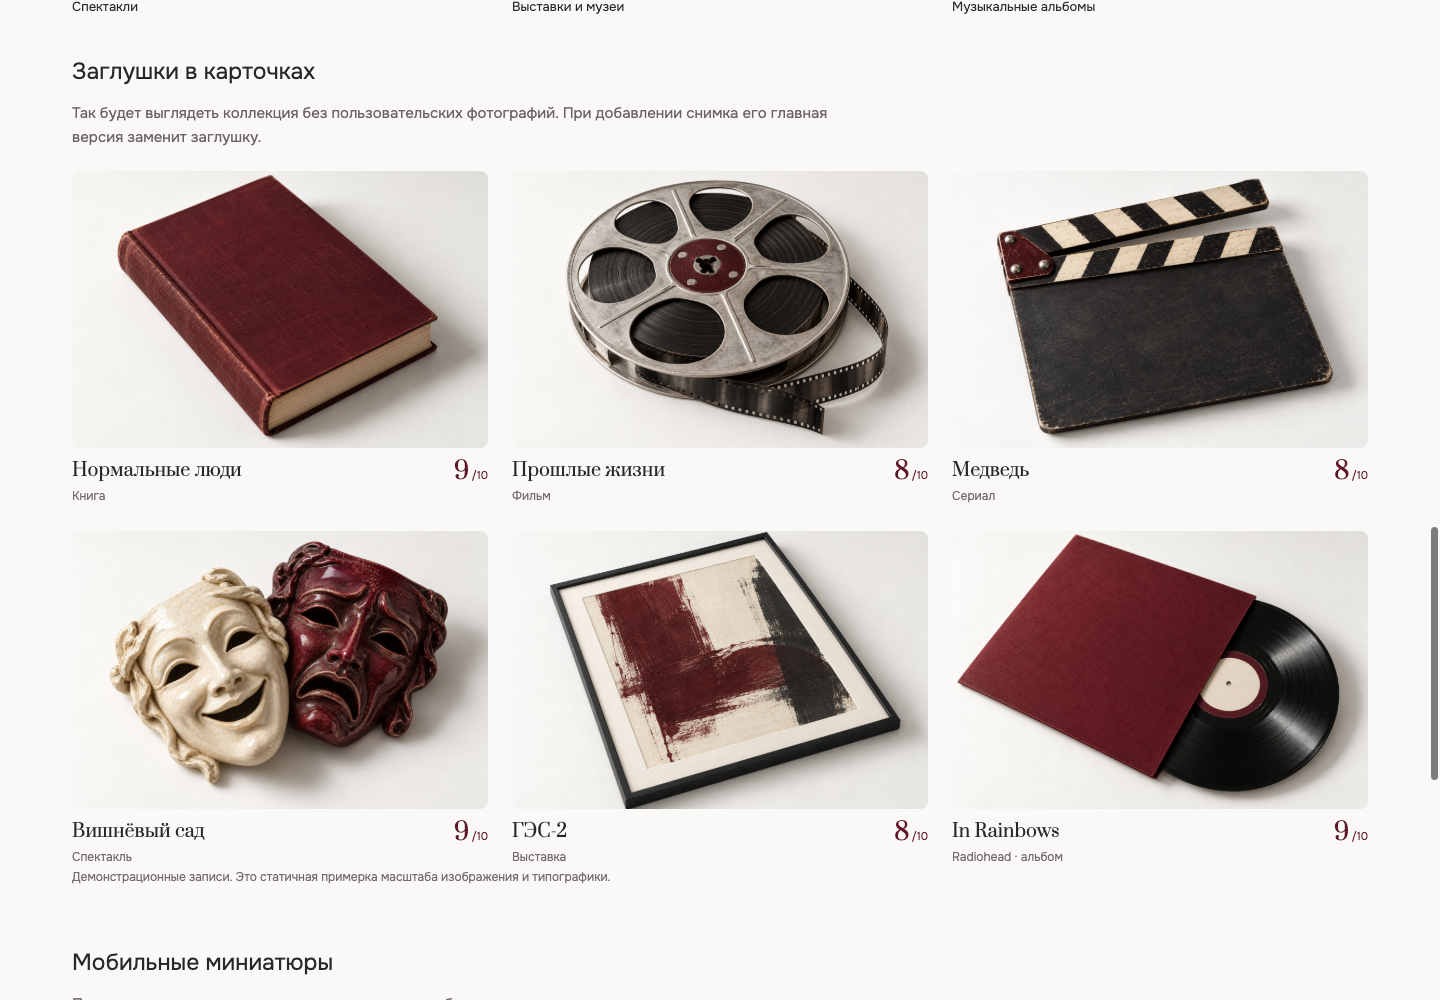 Спектакли
Выставки и музеи
Музыкальные альбомы
Заглушки в карточках
Так будет выглядеть коллекция без пользовательских фотографий. При добавлении снимка его главная
версия заменит заглушку.
Нормальные люди
9/10
Книга
Прошлые жизни
8/10
Фильм
Медведь
8/10
Сериал
Вишнёвый сад
9/10
Спектакль
ГЭС-2
8/10
Выставка
In Rainbows
9/10
Radiohead · альбом
Демонстрационные записи. Это статичная примерка масштаба изображения и типографики.
Мобильные миниатюры